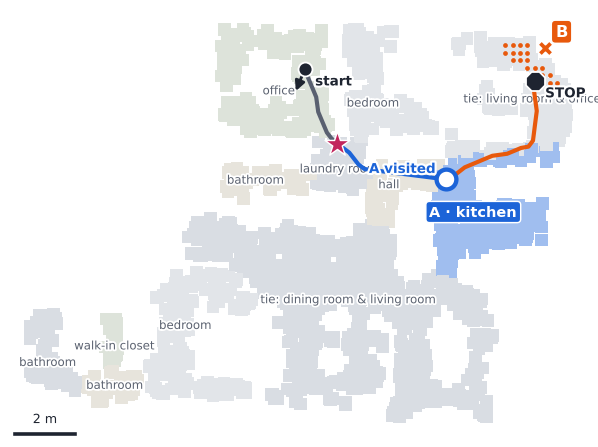 B
start
office
STOP
tie: living room & office
bedroom
laundry room
A visited
bathroom
hall
A · kitchen
tie: dining room & living room
bedroom
walk-in closet
bathroom
bathroom
2 m